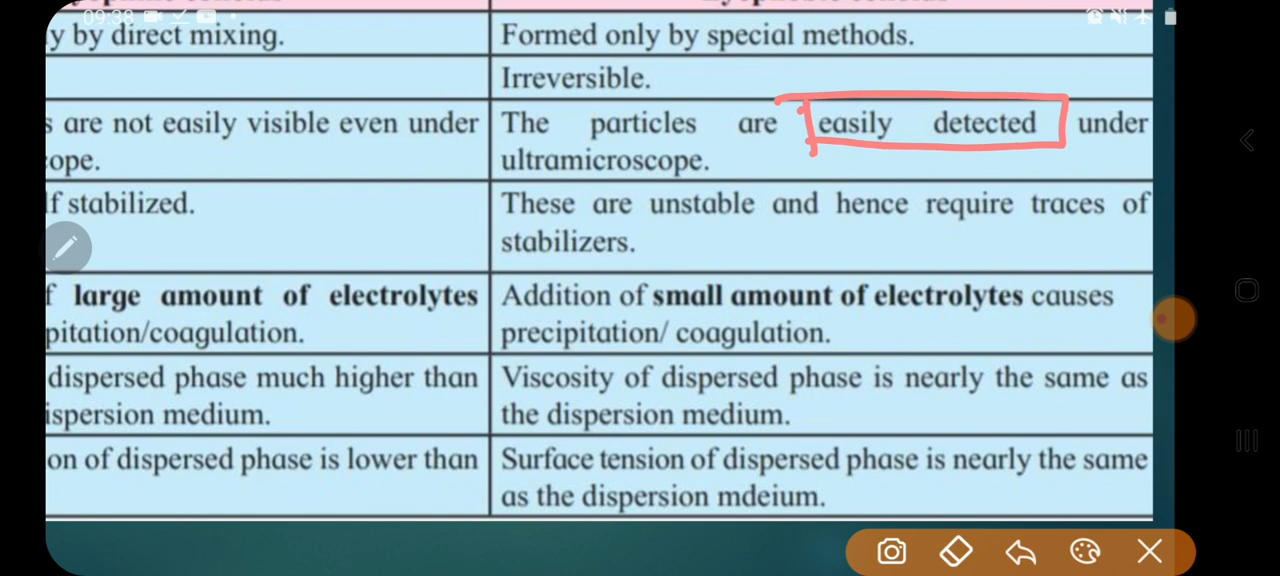 09:38
y by direct mixing.
Formed only by special methods.
Irreversible.
s are not easily visible even under
ope.
The particles are easily detected under
ultramicroscope.
lf stabilized.
These are unstable and hence require traces of
stabilizers.
f large amount of electrolytes
pitation/coagulation.
Addition of small amount of electrolytes causes
precipitation/ coagulation.
dispersed phase much higher than
ispersion medium.
Viscosity of dispersed phase is nearly the same as
the dispersion medium.
on of dispersed phase is lower than
Surface tension of dispersed phase is nearly the same
as the dispersion mdeium.